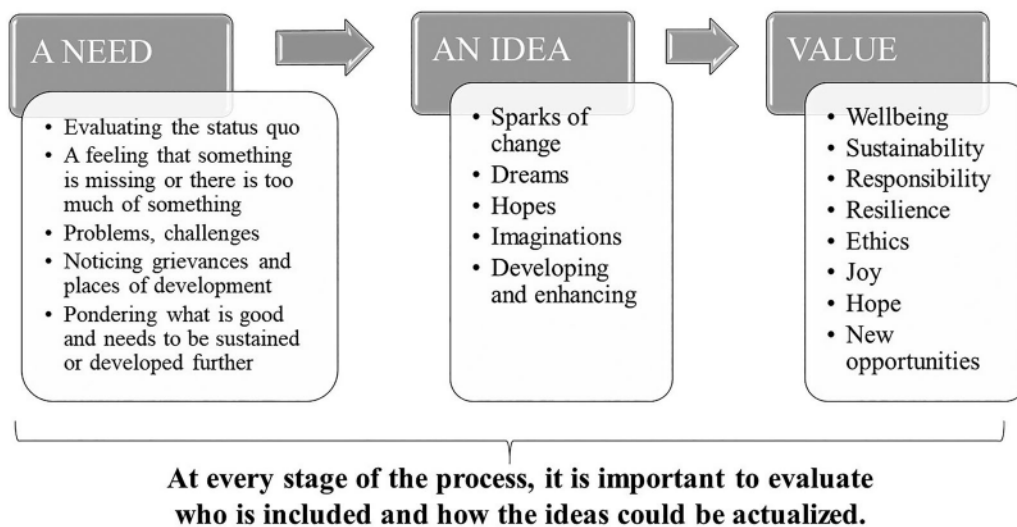 A NEED
• Evaluating the status quo
• A feeling that something
is missing or there is too
much of something
• Problems, challenges
• Noticing grievances and
places of development
• Pondering what is good
and needs to be sustained
or developed further
AN IDEA
• Sparks of
change
• Dreams
• Hopes
• Imaginations
• Developing
and enhancing
VALUE
• Wellbeing
• Sustainability
• Responsibility
• Resilience
• Ethics
• Joy
• Hope
• New
opportunities
At every stage of the process, it is important to evaluate
who is included and how the ideas could be actualized.